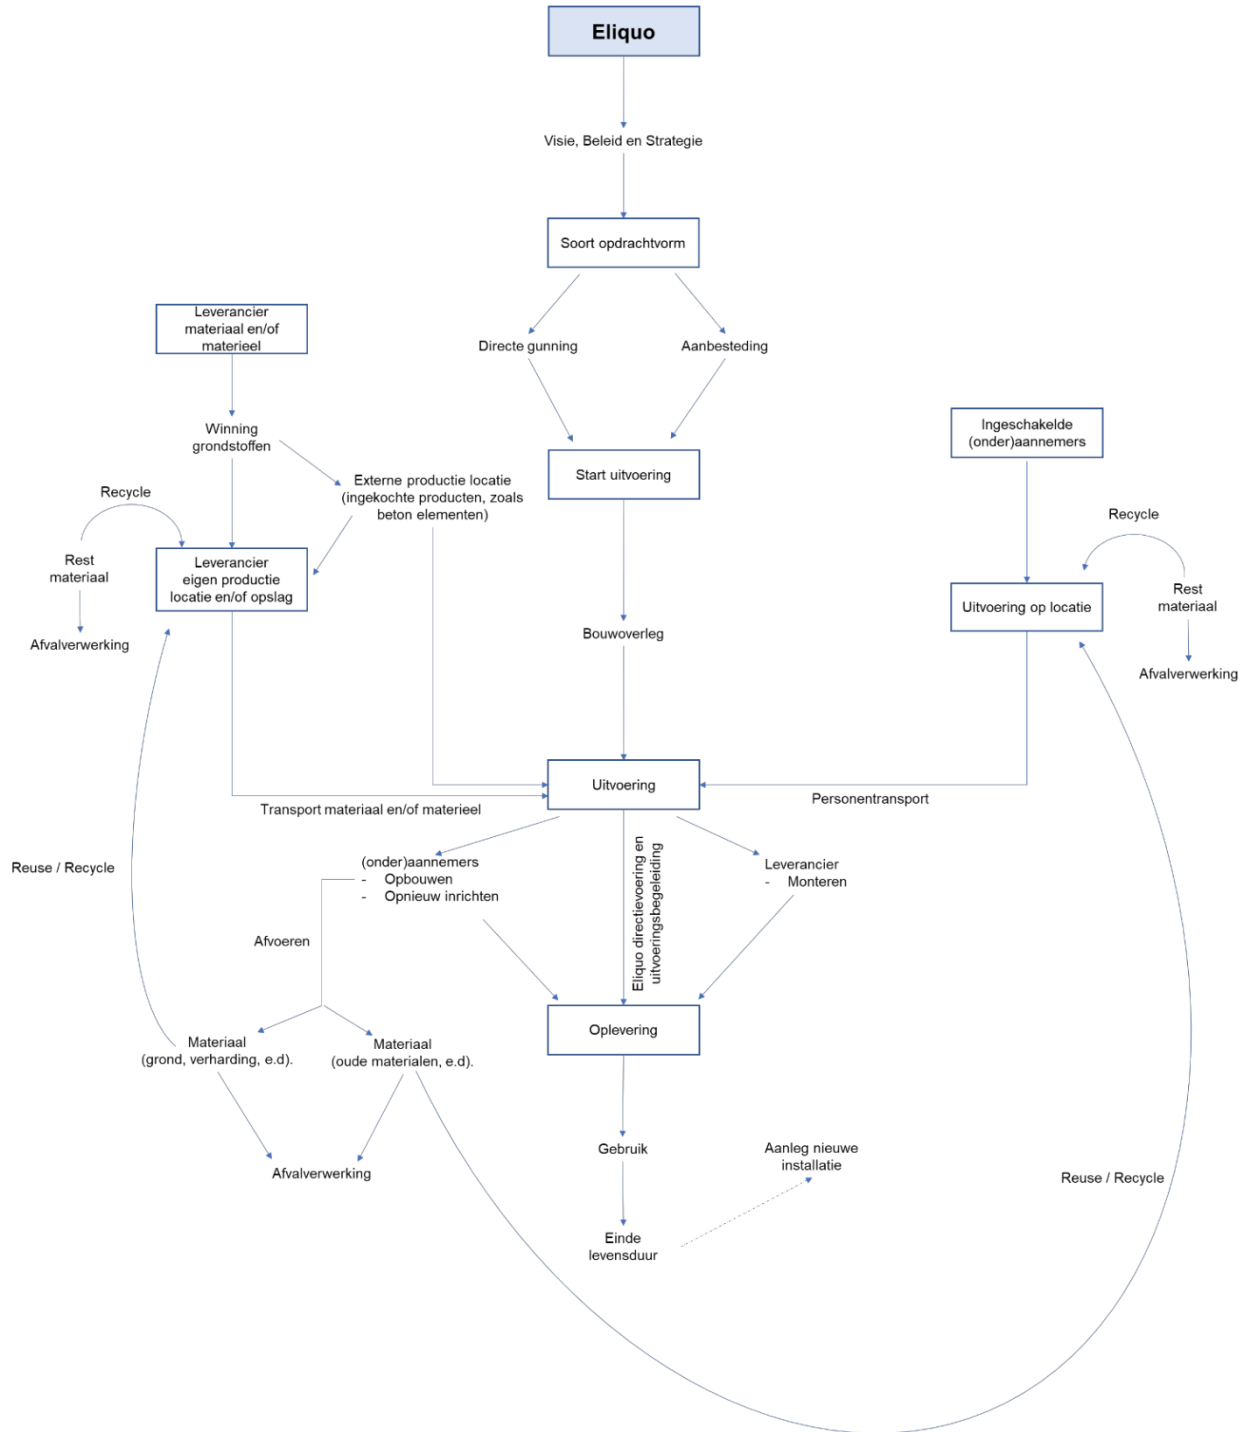 Eliquo
Visie, Beleid en Strategie
Soort opdrachtvorm
Leverancier
materiaal en/of
materieel
Directe gunning
Aanbesteding
Winning
grondstoffen
Ingeschakelde
(onder)aannemers
Externe productie locatie
(ingekochte producten, zoals
beton elementen)
Start uitvoering
Recycle
Rest
materiaal
Leverancier
eigen productie
locatie en/of opslag
Afvalverwerking
Recycle
Rest
materiaal
Uitvoering op locatie
Afvalverwerking
Bouwoverleg
Uitvoering
Transport materiaal en/of materieel
Personentransport
Reuse / Recycle
(onder)aannemers
- Opbouwen
- Opnieuw inrichten
Eliquo directievoering en
uitvoeringsbegeleiding
Leverancier
- Monteren
Afvoeren
Oplevering
Materiaal
(grond, verharding, e.d).
Materiaal
(oude materialen, e.d).
Afvalverwerking
Gebruik
Aanleg nieuwe
installatie
Reuse / Recycle
Einde
levensduur